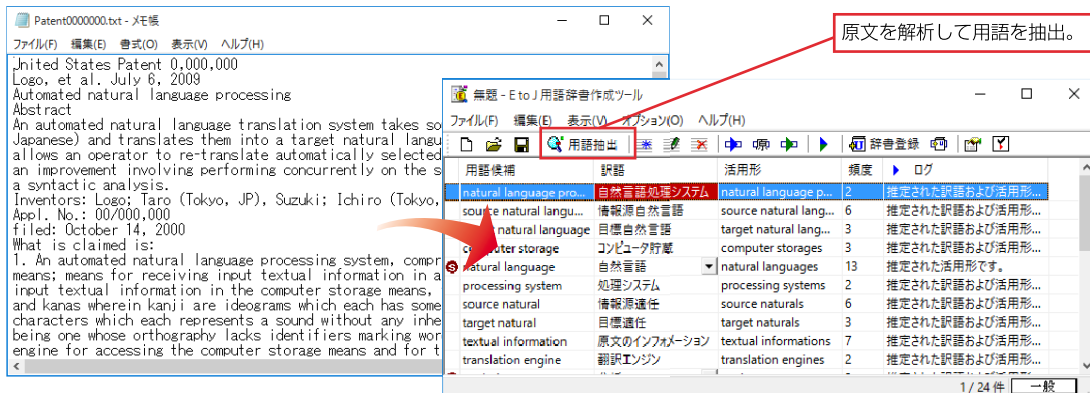 Patent0000000.txt - メモ帳
ファイル(F) 編集(E) 書式(O) 表示(V) ヘルプ(H)
United States Patent 0,000,000
Logo, et al. July 6, 2009
Automated natural language processing
Abstract
An automated natural language translation system takes so
Japanese) and translates them into a target natural langu
allows an operator to re-translate automatically selected
an improvement involving performing concurrently on the s
a syntactic analysis.
Inventors: Logo; Taro (Tokyo, JP), Suzuki; Ichiro (Tokyo,
Appl. No.: 00/000,000
filed: October 14, 2000
What is claimed is:
1. An automated natural language processing system, compr
means; means for receiving input textual information in a
input textual information in the computer storage means,
and kanas wherein kanji are ideograms which each has some
characters which each represents a sound without any inhe
being one whose orthography lacks identifiers marking wor
engine for accessing the computer storage means and for t
原文を解析して用語を抽出。
無題 - E to J 用語辞書作成ツール
ファイル(F) 編集(E) 表示(V) オプション(O) ヘルプ(H)
用語抽出 辞書登録
用語候補 訳語 活用形 頻度 ログ
natural language pro... 自然言語処理システム natural language p... 2 推定された訳語および活用形...
source natural langu... 情報源自然言語 source natural lang... 6 推定された訳語および活用形...
natural language 目標自然言語 target natural lang... 3 推定された訳語および活用形...
computer storage コンピュータ貯蔵 computer storages 3 推定された訳語および活用形...
natural language 自然言語 natural languages 13 推定された活用形です。
processing system 処理システム processing systems 2 推定された訳語および活用形...
source natural 情報源適任 source naturals 6 推定された訳語および活用形...
target natural 目標適任 target naturals 3 推定された訳語および活用形...
textual information 原文のインフォメーション textual informations 7 推定された訳語および活用形...
translation engine 翻訳エンジン translation engines 2 推定された訳語および活用形...
1 / 24 件 一般